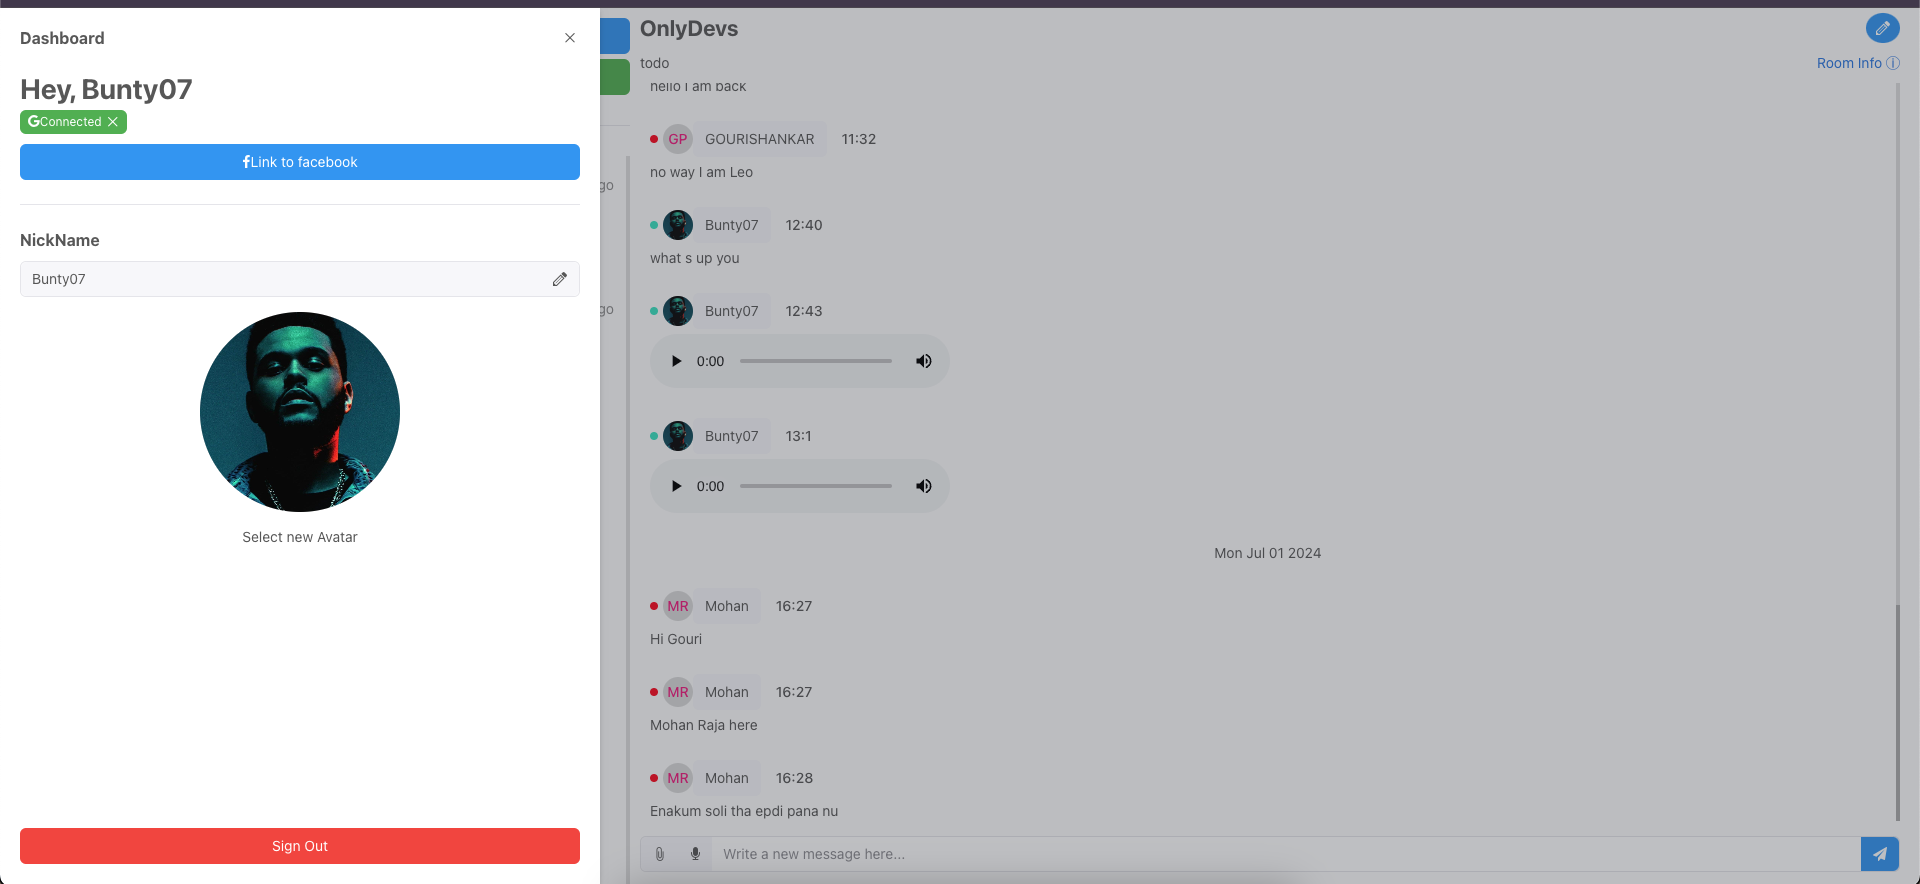 Dashboard
Hey, Bunty07
Connected
Link to facebook
NickName
Bunty07
Select new Avatar
Sign Out
go
go
OnlyDevs
todo
Room Info
hello I am back
GP GOURISHANKAR 11:32
no way I am Leo
Bunty07 12:40
what s up you
Bunty07 12:43
0:00
Bunty07 13:1
0:00
Mon Jul 01 2024
MR Mohan 16:27
Hi Gouri
MR Mohan 16:27
Mohan Raja here
MR Mohan 16:28
Enakum soli tha epdi pana nu
Write a new message here...